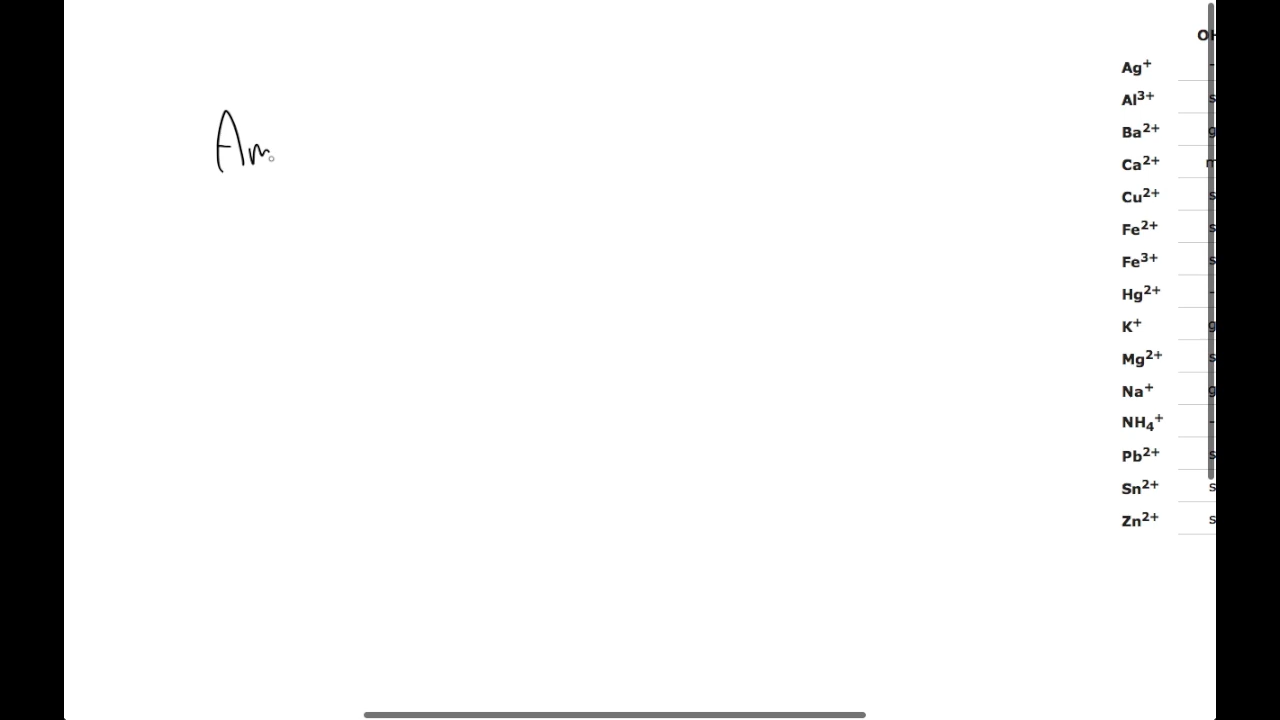 OH
Am
Ag⁺ -
Al³⁺ s
Ba²⁺ g
Ca²⁺ m
Cu²⁺ s
Fe²⁺ s
Fe³⁺ s
Hg²⁺ -
K⁺ g
Mg²⁺ s
Na⁺ g
NH₄⁺ -
Pb²⁺ s
Sn²⁺ s
Zn²⁺ s